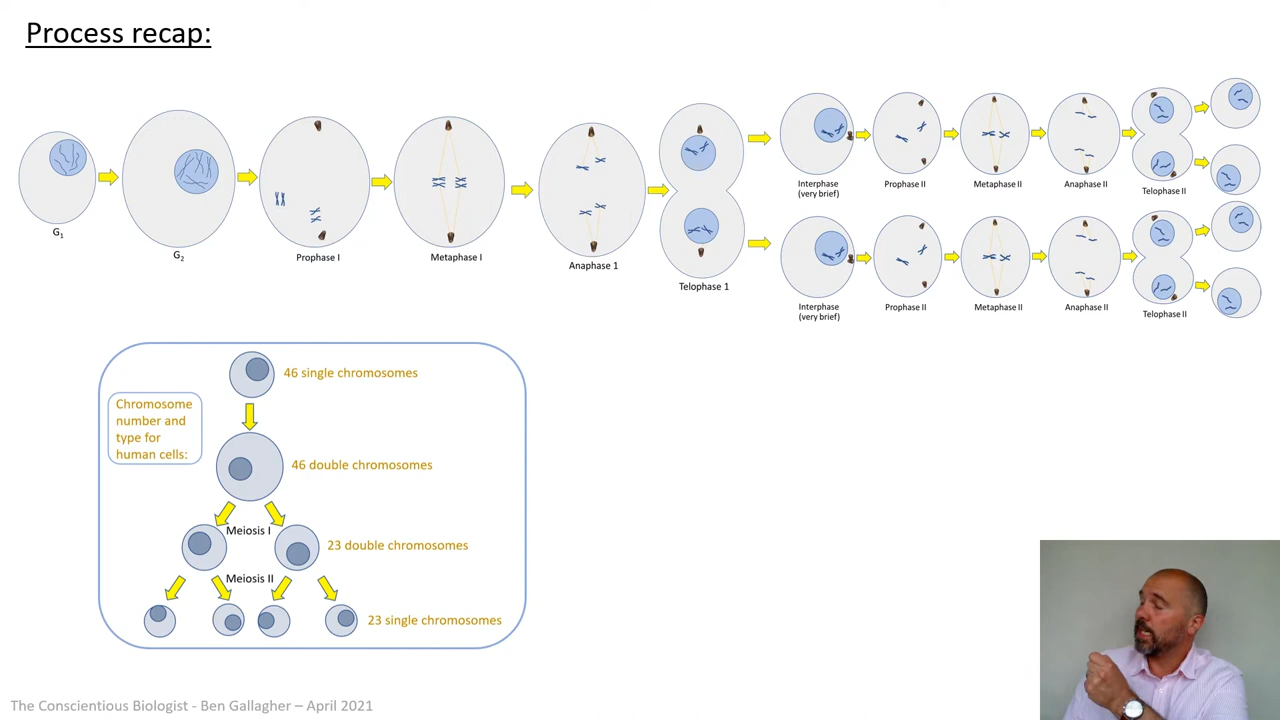 Process recap:
G1
G2
Prophase I
Metaphase I
Anaphase 1
Telophase 1
Interphase
(very brief)
Prophase II
Metaphase II
Anaphase II
Telophase II
Interphase
(very brief)
Prophase II
Metaphase II
Anaphase II
Telophase II
Chromosome
number and
type for
human cells:
46 single chromosomes
46 double chromosomes
Meiosis I
23 double chromosomes
Meiosis II
23 single chromosomes
The Conscientious Biologist - Ben Gallagher – April 2021